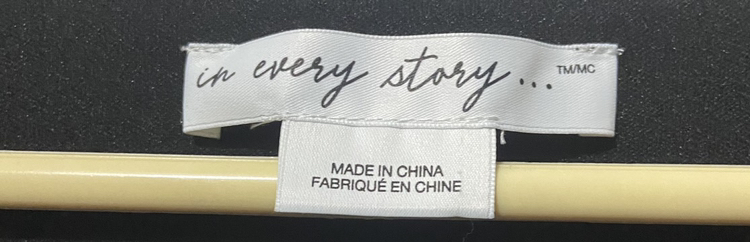 in every story... TM/MC
MADE IN CHINA
FABRIQUÉ EN CHINE